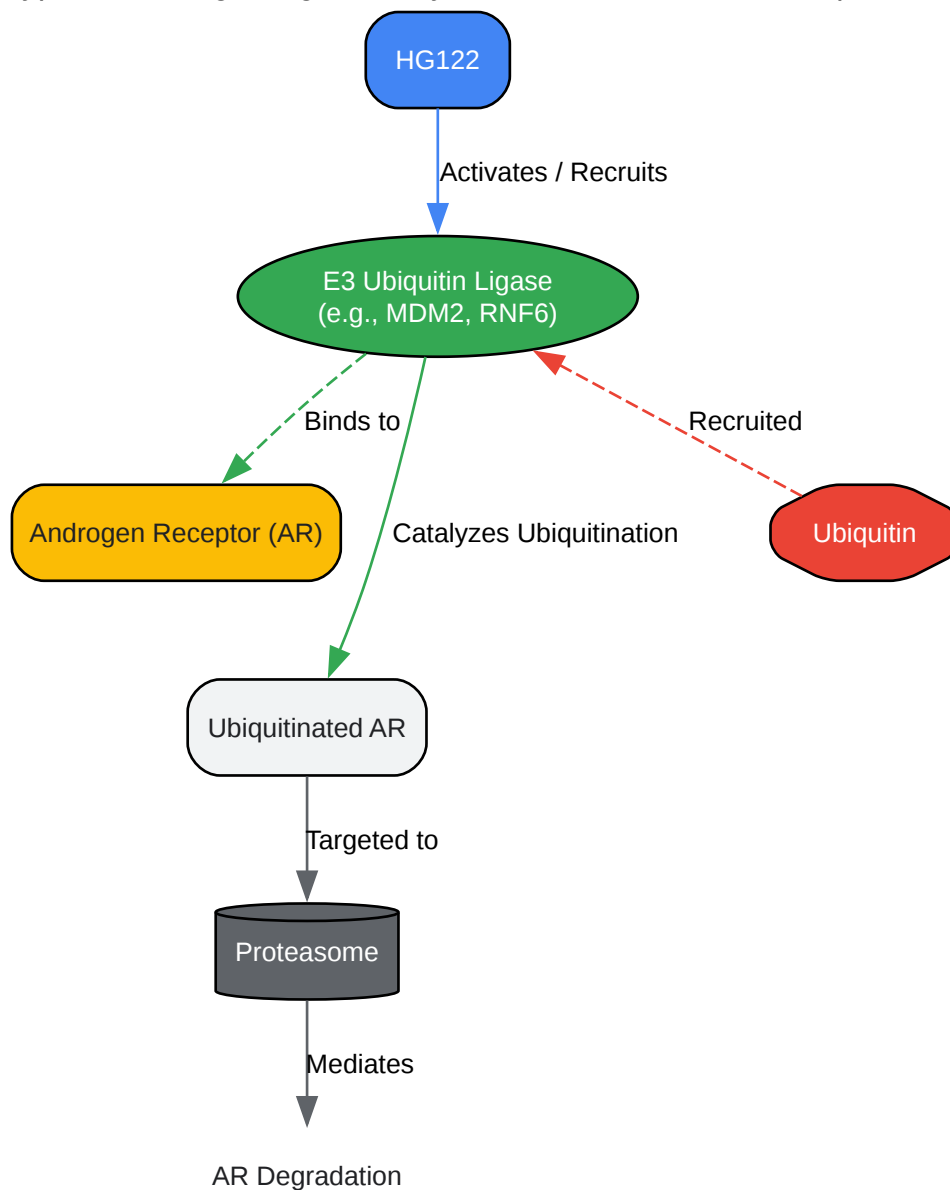 HG122
Activates / Recruits
E3 Ubiquitin Ligase
(e.g., MDM2, RNF6)
Binds to
Recruited
Androgen Receptor (AR)
Catalyzes Ubiquitination
Ubiquitin
Ubiquitinated AR
Targeted to
Proteasome
Mediates
AR Degradation